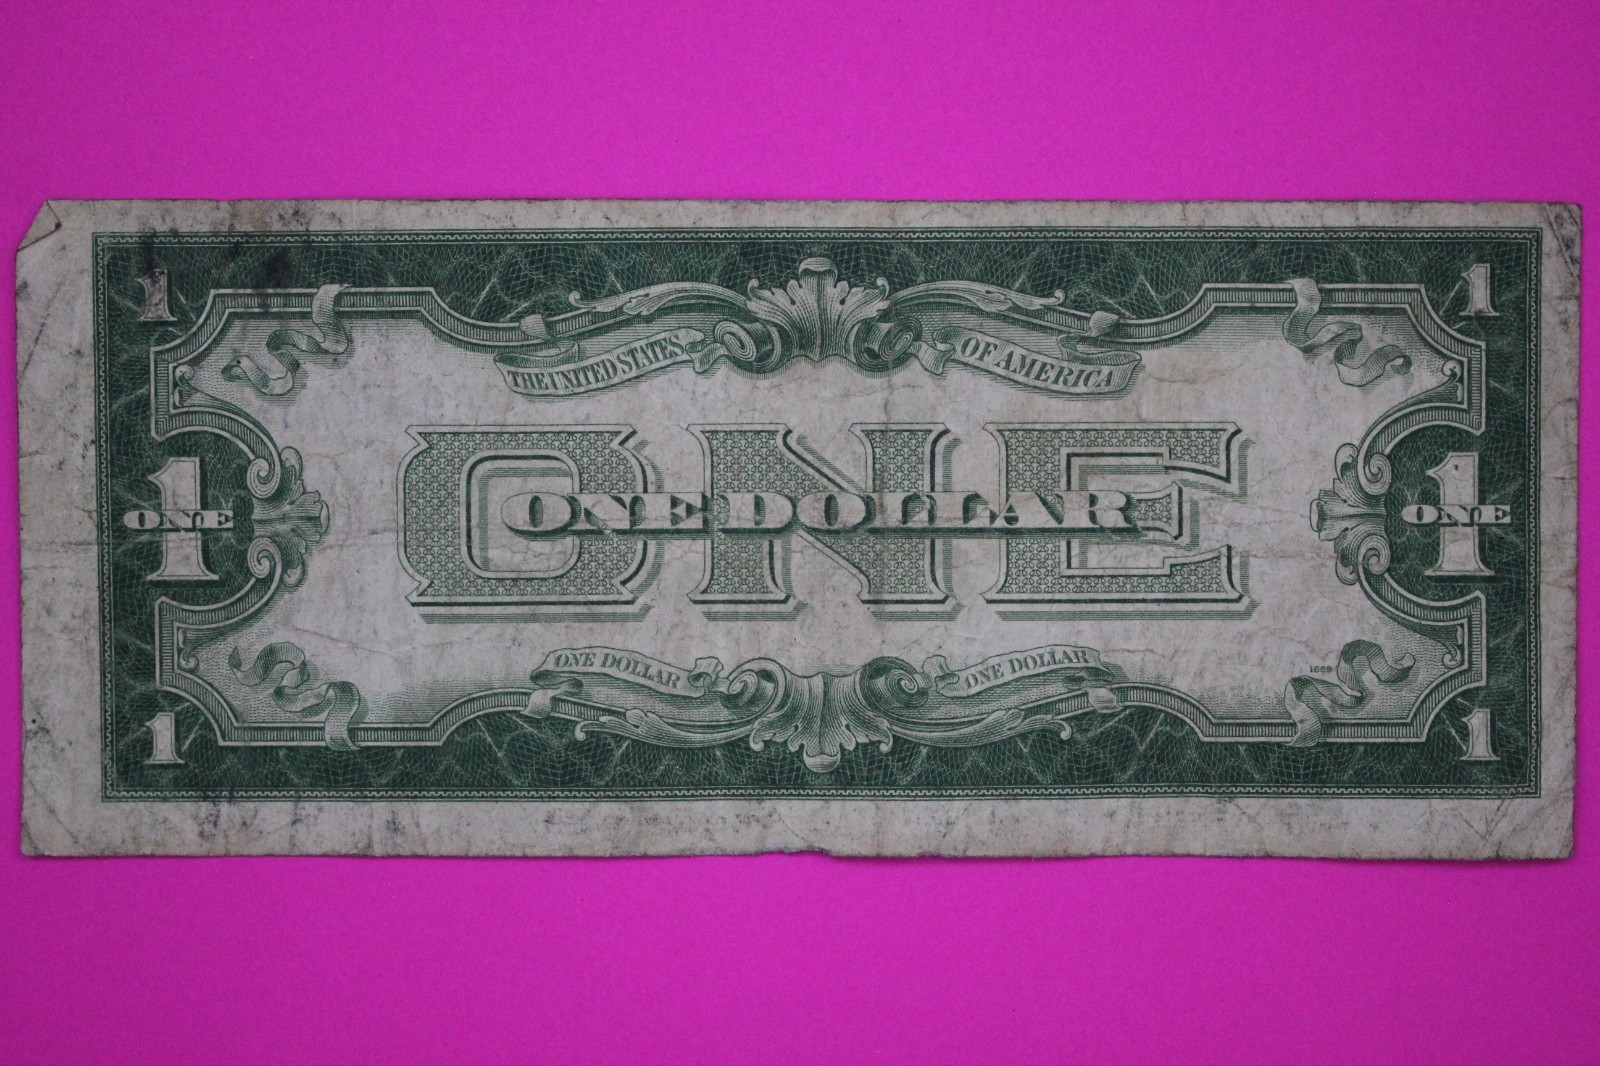 1 1
THE UNITED STATES OF AMERICA
ONE
ONE DOLLAR
1 ONE 1 ONE
ONE DOLLAR ONE DOLLAR
1689
1 1